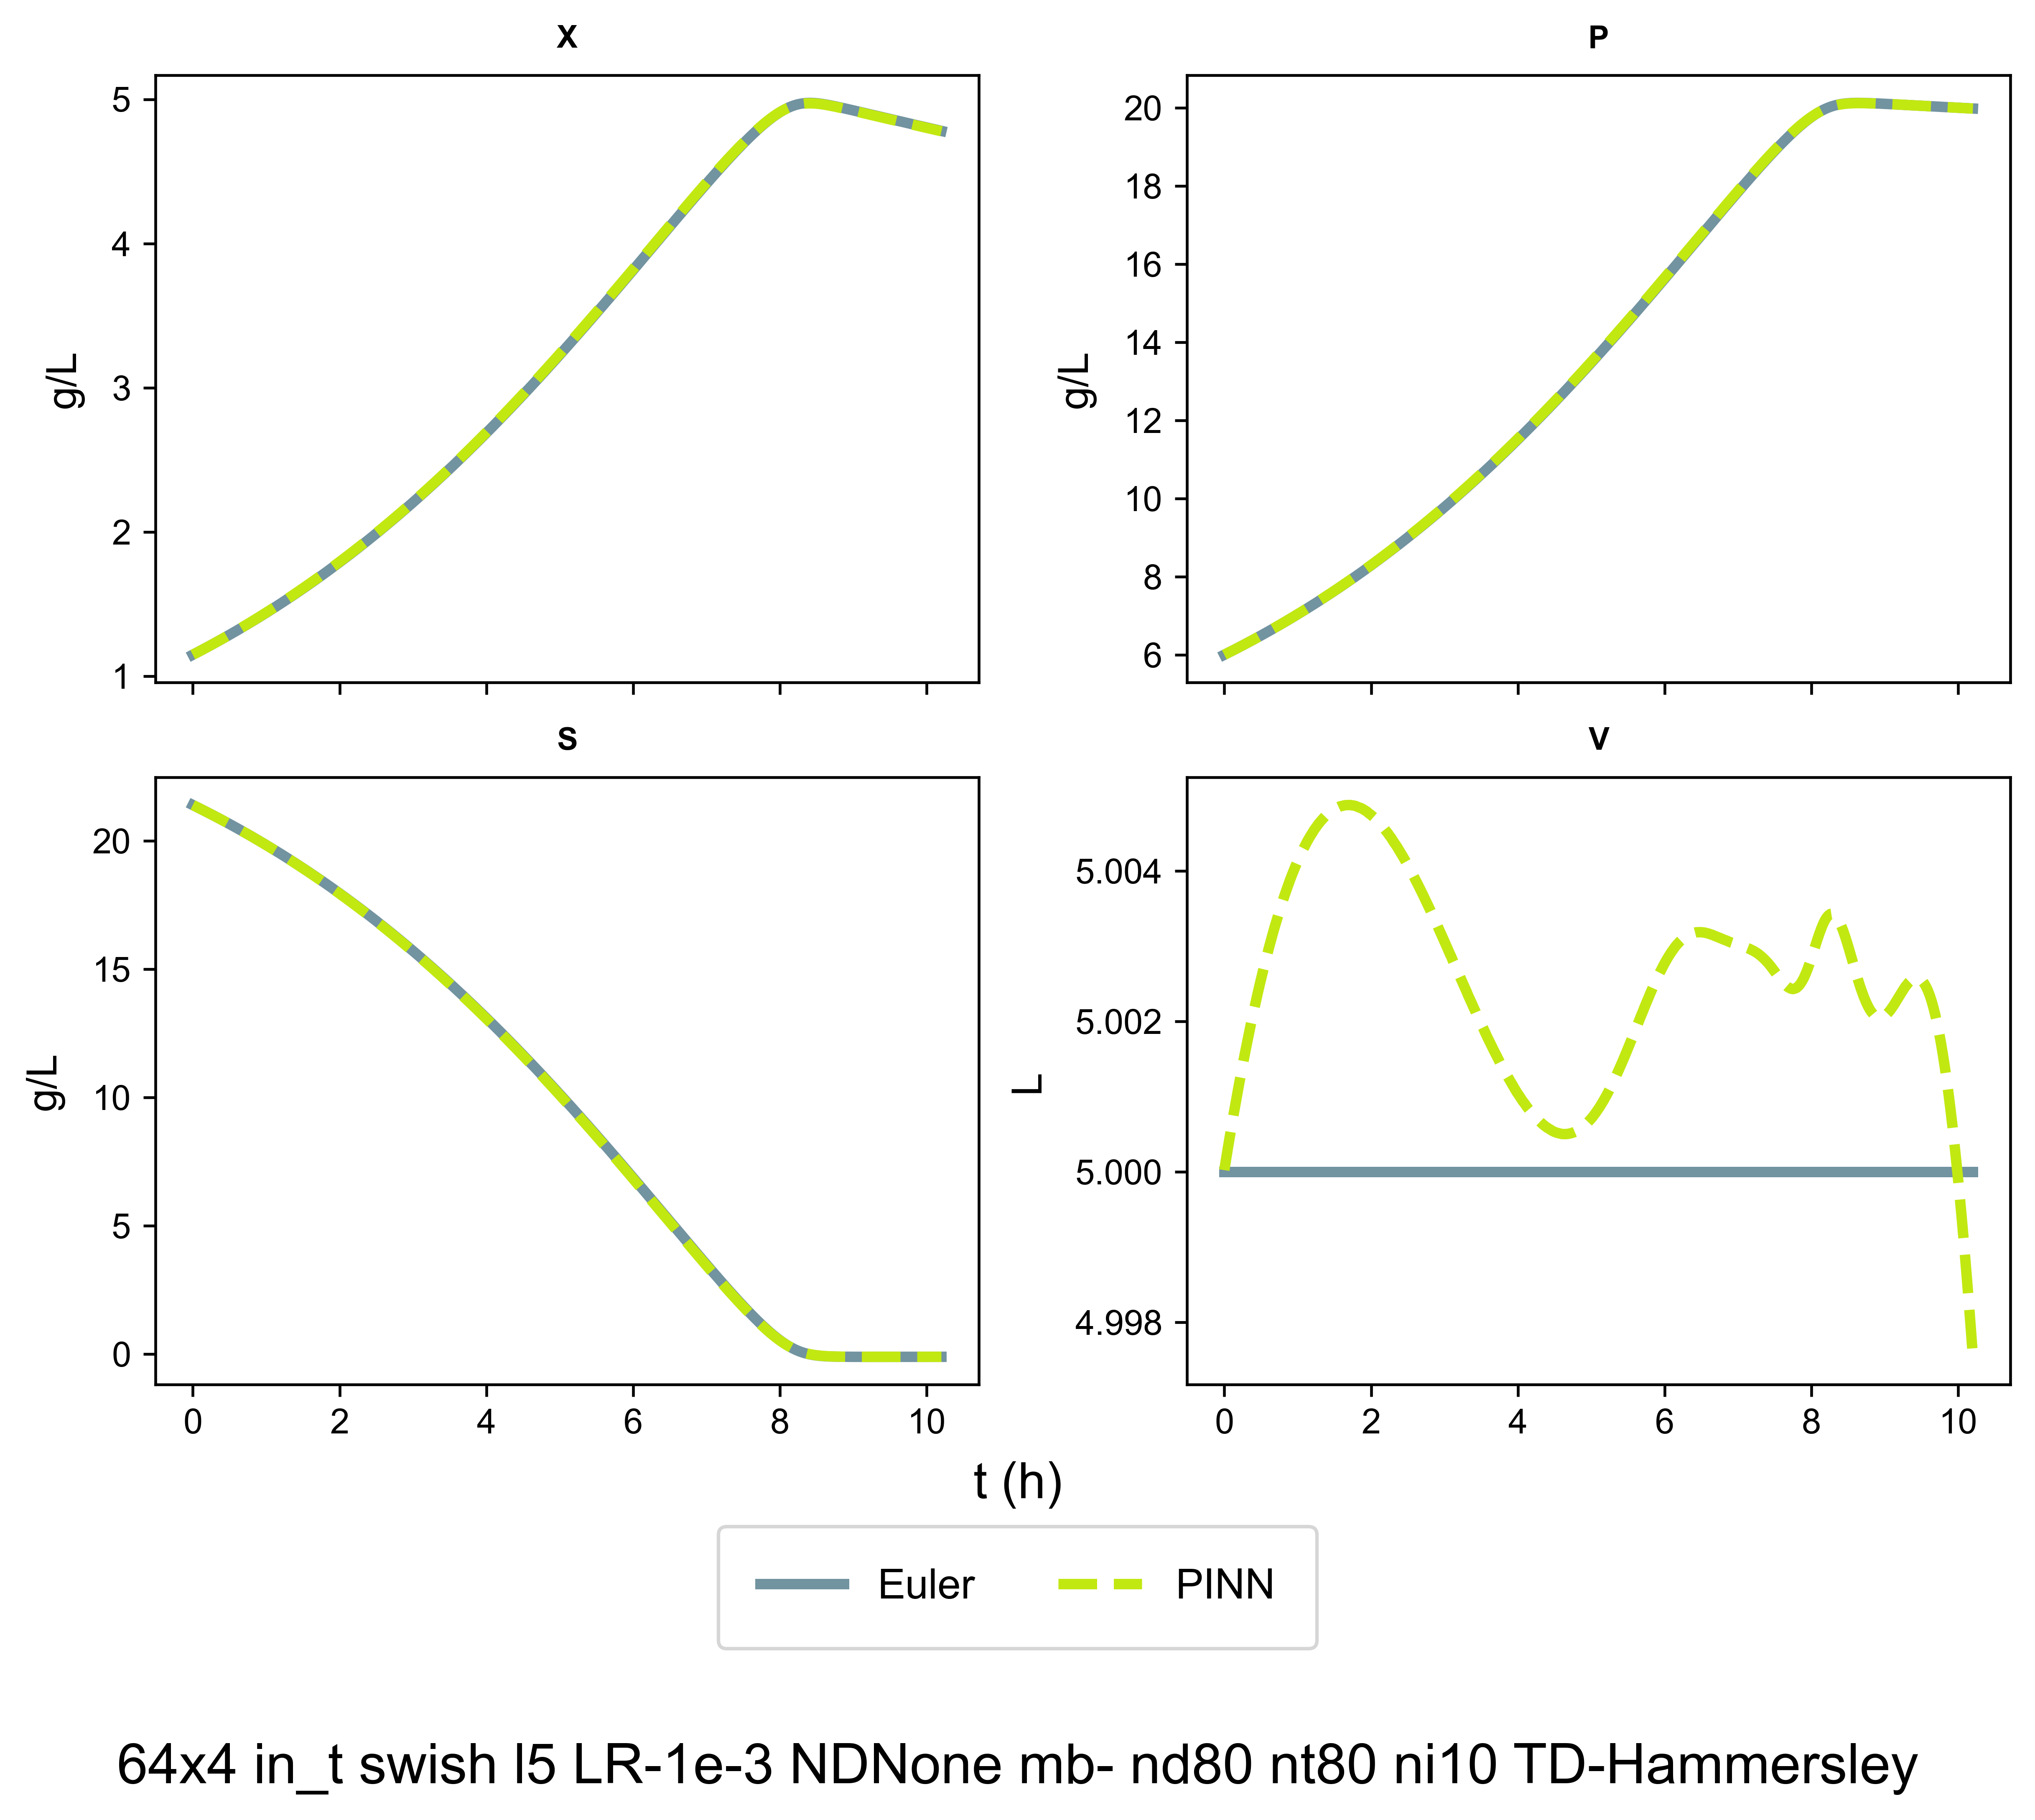 X
P
5
4
3
2
1
g/L
20
18
16
14
12
10
8
6
g/L
S
V
20
15
10
5
0
g/L
0 2 4 6 8 10
5.004
5.002
5.000
4.998
L
0 2 4 6 8 10
t (h)
Euler PINN
64x4 in_t swish l5 LR-1e-3 NDNone mb- nd80 nt80 ni10 TD-Hammersley